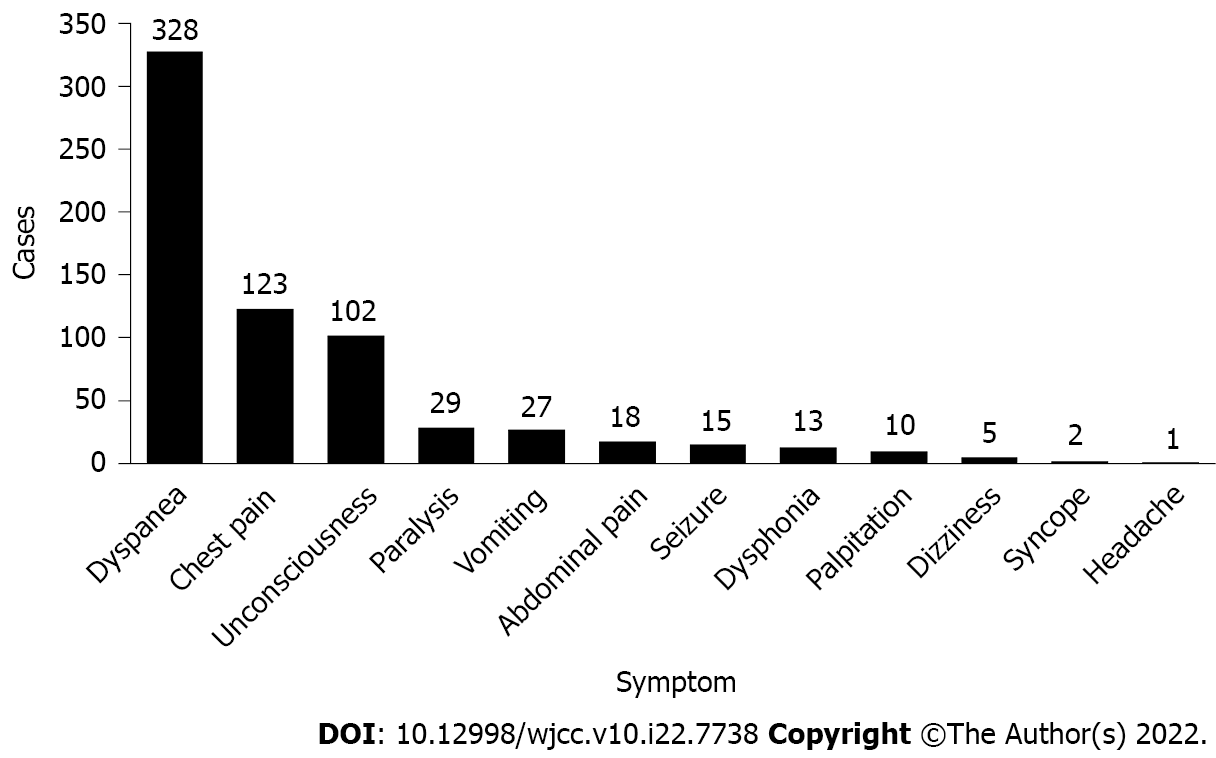 350
300
250
200
150
100
50
0
Cases
328
123
102
29
27
18
15
13
10
5
2
1
Dyspanea
Chest pain
Unconsciousness
Paralysis
Vomiting
Abdominal pain
Seizure
Dysphonia
Palpitation
Dizziness
Syncope
Headache
Symptom
DOI: 10.12998/wjcc.v10.i22.7738 Copyright ©The Author(s) 2022.